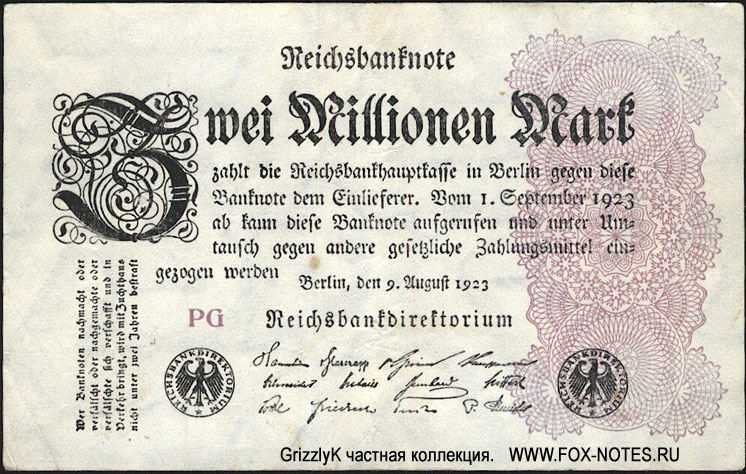 Reichsbanknote
Zwei Millionen Mark
zahlt die Reichsbankhauptkasse in Berlin gegen diese
Banknote dem Einlieferer. Vom 1. September 1923
ab kann diese Banknote aufgerufen und unter Um-
tausch gegen andere gesetzliche Zahlungsmittel ein-
gezogen werden
Berlin, den 9. August 1923
PG
Reichsbankdirektorium
Wer Banknoten nachmacht oder
verfälscht oder nachgemachte oder
verfälschte sich verschafft und in
Verkehr bringt, wird mit Zuchthaus
nicht unter zwei Jahren bestraft
REICHSBANKDIREKTORIUM
REICHSBANKDIREKTORIUM
GrizzlyK частная коллекция.
WWW.FOX-NOTES.RU